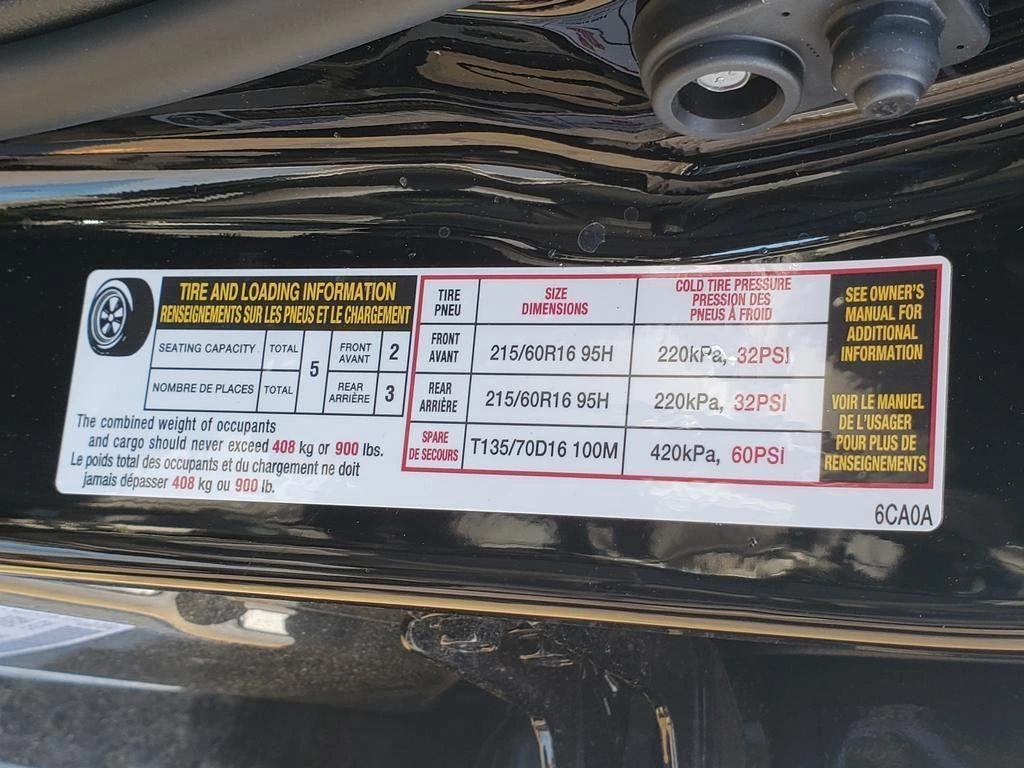 TIRE AND LOADING INFORMATION
RENSEIGNEMENTS SUR LES PNEUS ET LE CHARGEMENT
SEATING CAPACITY
TOTAL
5
FRONT
AVANT
2
NOMBRE DE PLACES
TOTAL
REAR
ARRIÈRE
3
The combined weight of occupants
and cargo should never exceed 408 kg or 900 lbs.
Le poids total des occupants et du chargement ne doit
jamais dépasser 408 kg ou 900 lb.
TIRE
PNEU
SIZE
DIMENSIONS
COLD TIRE PRESSURE
PRESSION DES
PNEUS À FROID
FRONT
AVANT
215/60R16 95H
220kPa, 32PSI
REAR
ARRIÈRE
215/60R16 95H
220kPa, 32PSI
SPARE
DE SECOURS
T135/70D16 100M
420kPa, 60PSI
SEE OWNER'S
MANUAL FOR
ADDITIONAL
INFORMATION
VOIR LE MANUEL
DE L'USAGER
POUR PLUS DE
RENSEIGNEMENTS
6CA0A